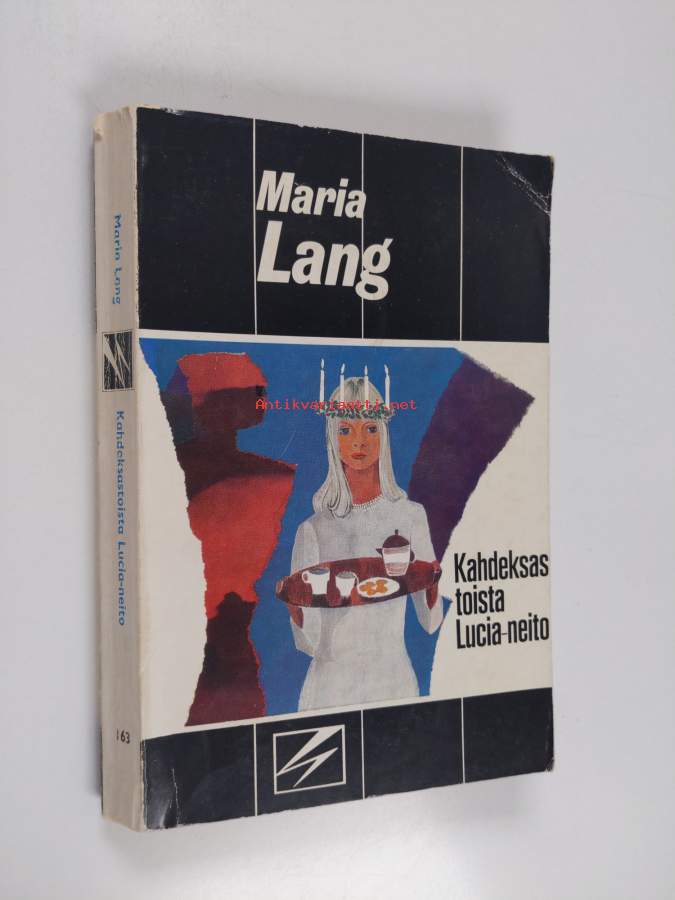 Maria
Lang
Antikvariaatti.net
Kahdeksas
toista
Lucia-neito
Maria Lang
Kahdeksastoista Lucia-neito
163